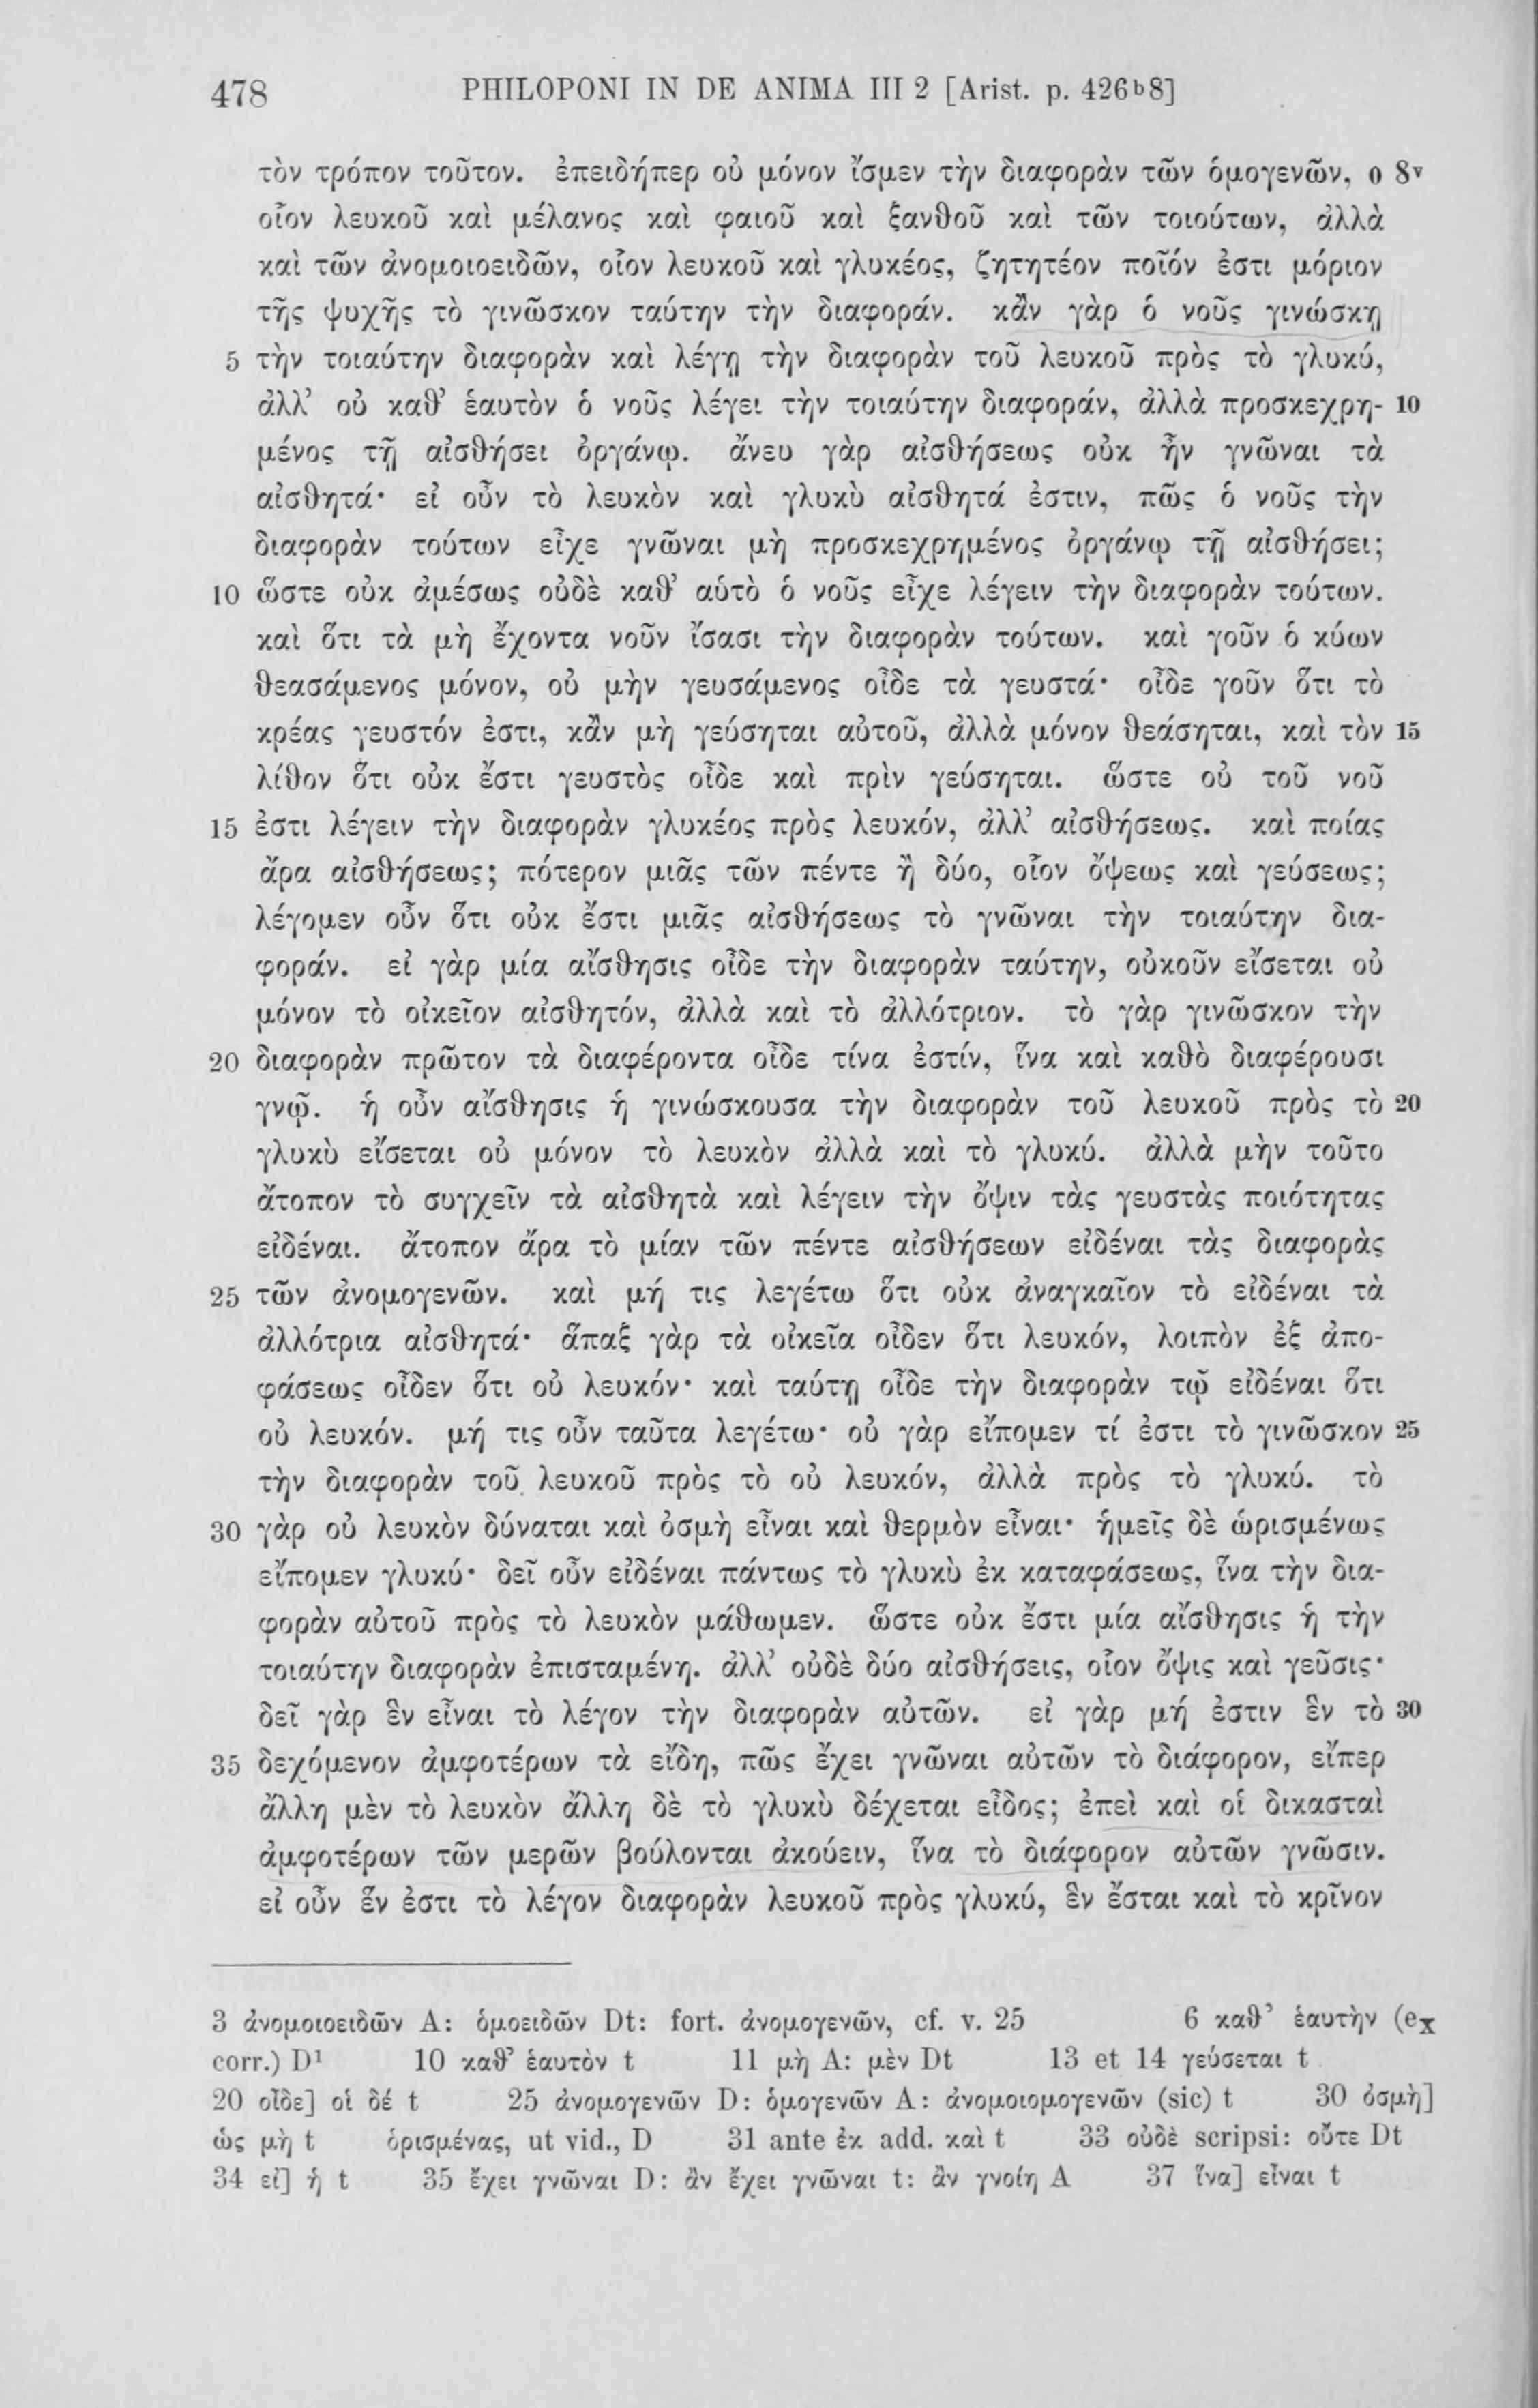 478 PHILOPONI IN DE ANIMA III 2 [Arist. p. 426b8]
τὸν τρόπον τοῦτον. ἐπειδήπερ οὐ μόνον ἴσμεν τὴν διαφορὰν τῶν ὁμογενῶν, ο 8v
οἷον λευκοῦ καὶ μέλανος καὶ φαιοῦ καὶ ξανθοῦ καὶ τῶν τοιούτων, ἀλλὰ
καὶ τῶν ἀνομοιοειδῶν, οἷον λευκοῦ καὶ γλυκέος, ζητητέον ποῖόν ἐστι μόριον
τῆς ψυχῆς τὸ γινῶσκον ταύτην τὴν διαφοράν. κἂν γὰρ ὁ νοῦς γινώσκῃ
5 τὴν τοιαύτην διαφορὰν καὶ λέγῃ τὴν διαφορὰν τοῦ λευκοῦ πρὸς τὸ γλυκύ,
ἀλλ’ οὐ καθ’ ἑαυτὸν ὁ νοῦς λέγει τὴν τοιαύτην διαφοράν, ἀλλὰ προσκεχρη- 10
μένος τῇ αἰσθήσει ὀργάνῳ. ἄνευ γὰρ αἰσθήσεως οὐκ ἦν γνῶναι τὰ
αἰσθητά· εἰ οὖν τὸ λευκὸν καὶ γλυκὺ αἰσθητά ἐστιν, πῶς ὁ νοῦς τὴν
διαφορὰν τούτων εἶχε γνῶναι μὴ προσκεχρημένος ὀργάνῳ τῇ αἰσθήσει;
10 ὥστε οὐκ ἀμέσως οὐδὲ καθ’ αὑτὸ ὁ νοῦς εἶχε λέγειν τὴν διαφορὰν τούτων.
καὶ ὅτι τὰ μὴ ἔχοντα νοῦν ἴσασι τὴν διαφορὰν τούτων. καὶ γοῦν ὁ κύων
θεασάμενος μόνον, οὐ μὴν γευσάμενος οἶδε τὰ γευστά· οἶδε γοῦν ὅτι τὸ
κρέας γευστόν ἐστι, κἂν μὴ γεύσηται αὐτοῦ, ἀλλὰ μόνον θεάσηται, καὶ τὸν 15
λίθον ὅτι οὐκ ἔστι γευστὸς οἶδε καὶ πρὶν γεύσηται. ὥστε οὐ τοῦ νοῦ
15 ἐστι λέγειν τὴν διαφορὰν γλυκέος πρὸς λευκόν, ἀλλ’ αἰσθήσεως. καὶ ποίας
ἄρα αἰσθήσεως; πότερον μιᾶς τῶν πέντε ἢ δύο, οἷον ὄψεως καὶ γεύσεως;
λέγομεν οὖν ὅτι οὐκ ἔστι μιᾶς αἰσθήσεως τὸ γνῶναι τὴν τοιαύτην δια-
φοράν. εἰ γὰρ μία αἴσθησις οἶδε τὴν διαφορὰν ταύτην, οὐκοῦν εἴσεται οὐ
μόνον τὸ οἰκεῖον αἰσθητόν, ἀλλὰ καὶ τὸ ἀλλότριον. τὸ γὰρ γινῶσκον τὴν
20 διαφορὰν πρῶτον τὰ διαφέροντα οἶδε τίνα ἐστίν, ἵνα καὶ καθὸ διαφέρουσι
γνῷ. ἡ οὖν αἴσθησις ἡ γινώσκουσα τὴν διαφορὰν τοῦ λευκοῦ πρὸς τὸ 20
γλυκὺ εἴσεται οὐ μόνον τὸ λευκὸν ἀλλὰ καὶ τὸ γλυκύ. ἀλλὰ μὴν τοῦτο
ἄτοπον τὸ συγχεῖν τὰ αἰσθητὰ καὶ λέγειν τὴν ὄψιν τὰς γευστὰς ποιότητας
εἰδέναι. ἄτοπον ἄρα τὸ μίαν τῶν πέντε αἰσθήσεων εἰδέναι τὰς διαφορὰς
25 τῶν ἀνομογενῶν. καὶ μή τις λεγέτω ὅτι οὐκ ἀναγκαῖον τὸ εἰδέναι τὰ
ἀλλότρια αἰσθητά· ἅπαξ γὰρ τὰ οἰκεῖα οἶδεν ὅτι λευκόν, λοιπὸν ἐξ ἀπο-
φάσεως οἶδεν ὅτι οὐ λευκόν· καὶ ταύτῃ οἶδε τὴν διαφορὰν τῷ εἰδέναι ὅτι
οὐ λευκόν. μή τις οὖν ταῦτα λεγέτω· οὐ γὰρ εἴπομεν τί ἐστι τὸ γινῶσκον 25
τὴν διαφορὰν τοῦ λευκοῦ πρὸς τὸ οὐ λευκόν, ἀλλὰ πρὸς τὸ γλυκύ. τὸ
30 γὰρ οὐ λευκὸν δύναται καὶ ὀσμὴ εἶναι καὶ θερμὸν εἶναι· ἡμεῖς δὲ ὡρισμένως
εἴπομεν γλυκύ· δεῖ οὖν εἰδέναι πάντως τὸ γλυκὺ ἐκ καταφάσεως, ἵνα τὴν δια-
φορὰν αὐτοῦ πρὸς τὸ λευκὸν μάθωμεν. ὥστε οὐκ ἔστι μία αἴσθησις ἡ τὴν
τοιαύτην διαφορὰν ἐπισταμένη. ἀλλ’ οὐδὲ δύο αἰσθήσεις, οἷον ὄψις καὶ γεῦσις·
δεῖ γὰρ ἓν εἶναι τὸ λέγον τὴν διαφορὰν αὐτῶν. εἰ γὰρ μή ἐστιν ἓν τὸ 30
35 δεχόμενον ἀμφοτέρων τὰ εἴδη, πῶς ἔχει γνῶναι αὐτῶν τὸ διάφορον, εἴπερ
ἄλλη μὲν τὸ λευκὸν ἄλλη δὲ τὸ γλυκὺ δέχεται εἶδος; ἐπεὶ καὶ οἱ δικασταὶ
ἀμφοτέρων τῶν μερῶν βούλονται ἀκούειν, ἵνα τὸ διάφορον αὐτῶν γνῶσιν.
εἰ οὖν ἕν ἐστι τὸ λέγον διαφορὰν λευκοῦ πρὸς γλυκύ, ἓν ἔσται καὶ τὸ κρῖνον
3 ἀνομοιοειδῶν A: ὁμοειδῶν Dt: fort. ἀνομογενῶν, cf. v. 25 6 καθ’ ἑαυτὴν (ex
corr.) D¹ 10 καθ’ ἑαυτὸν t 11 μὴ A: μὲν Dt 13 et 14 γεύσεται t
20 οἶδε] οἱ δέ t 25 ἀνομογενῶν D: ὁμογενῶν A: ἀνομοιομογενῶν (sic) t 30 ὀσμὴ]
ὡς μὴ t ὁρισμένας, ut vid., D 31 ante ἐκ add. καὶ t 33 οὐδὲ scripsi: οὔτε Dt
34 εἰ] ἡ t 35 ἔχει γνῶναι D: ἂν ἔχει γνῶναι t: ἂν γνοίη A 37 ἵνα] εἶναι t